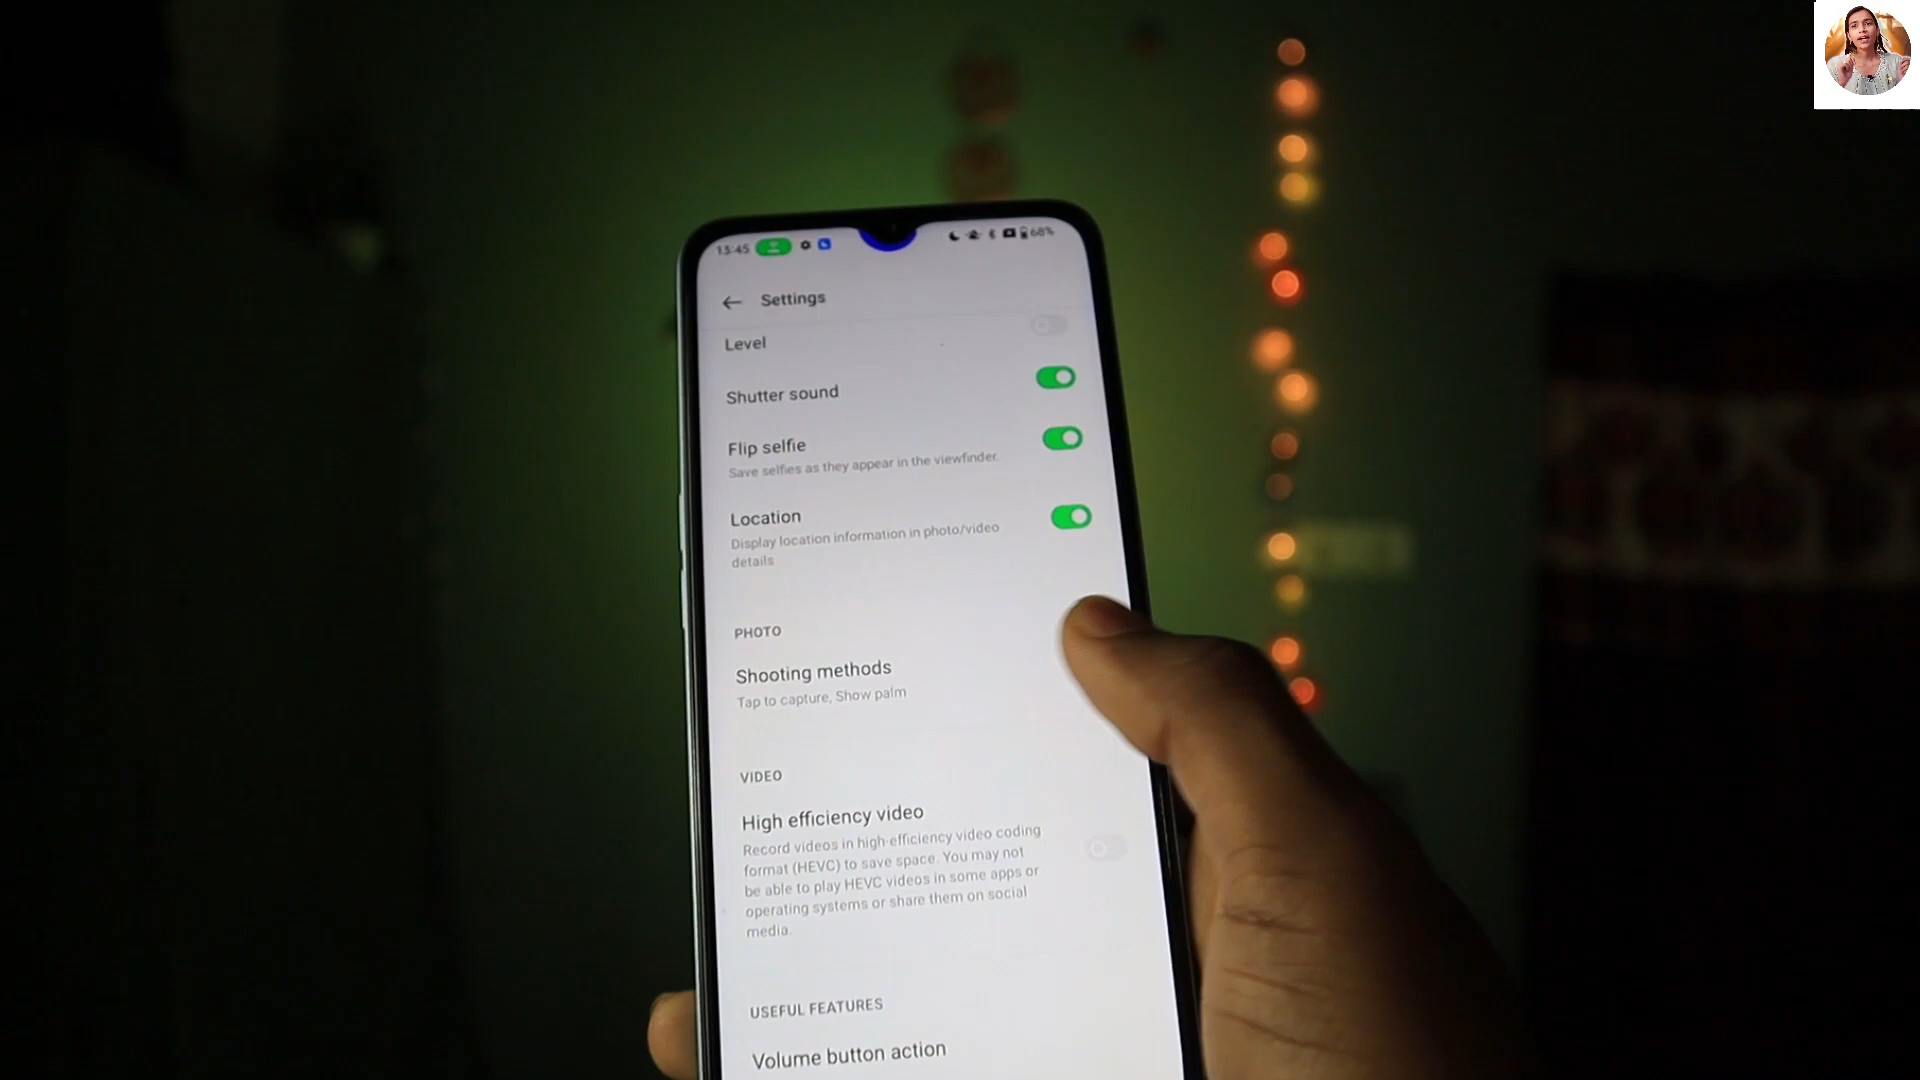 13:45
68%
Settings
Level
Shutter sound
Flip selfie
Save selfies as they appear in the viewfinder.
Location
Display location information in photo/video
details
PHOTO
Shooting methods
Tap to capture, Show palm
VIDEO
High efficiency video
Record videos in high-efficiency video coding
format (HEVC) to save space. You may not
be able to play HEVC videos in some apps or
operating systems or share them on social
media.
USEFUL FEATURES
Volume button action